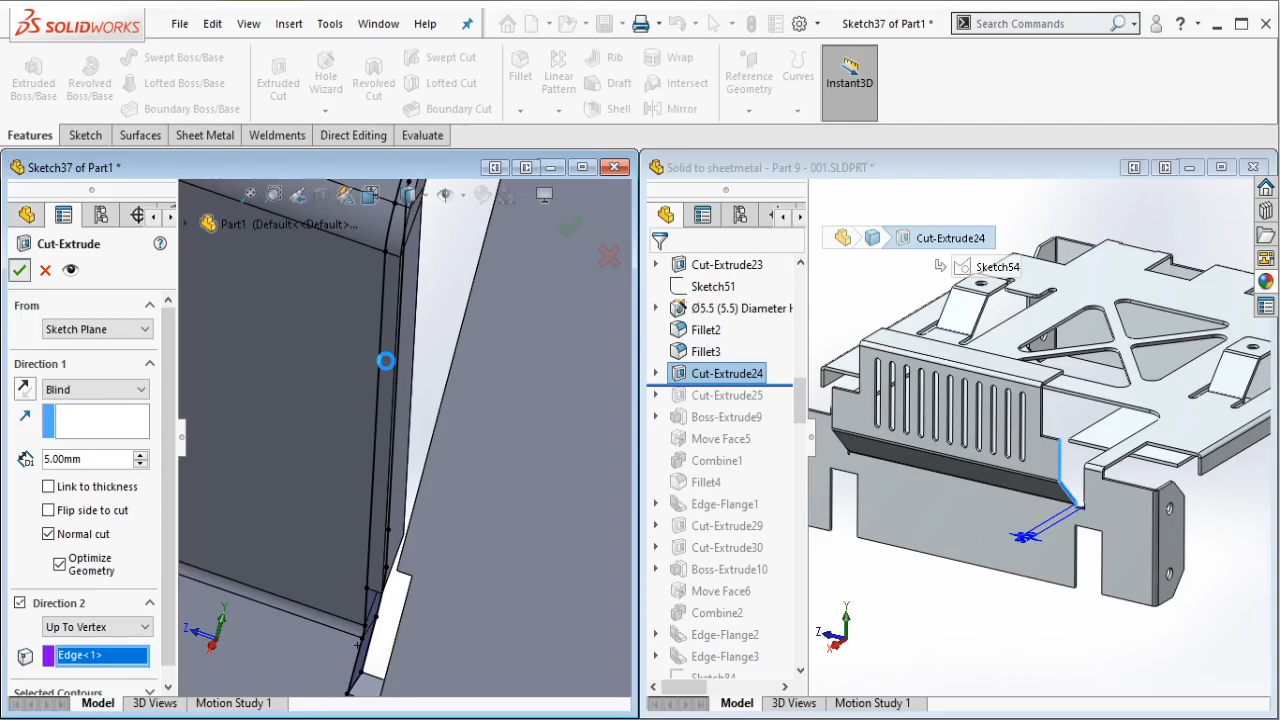 SOLIDWORKS
File Edit View Insert Tools Window Help
Sketch37 of Part1 *
Search Commands
Extruded Boss/Base
Revolved Boss/Base
Swept Boss/Base
Lofted Boss/Base
Boundary Boss/Base
Extruded Cut
Hole Wizard
Revolved Cut
Swept Cut
Lofted Cut
Boundary Cut
Fillet
Linear Pattern
Rib
Draft
Shell
Wrap
Intersect
Mirror
Reference Geometry
Curves
Instant3D
Features Sketch Surfaces Sheet Metal Weldments Direct Editing Evaluate
Sketch37 of Part1 *
Part1 (Default<<Default>...
Cut-Extrude
From
Sketch Plane
Direction 1
Blind
D1
5.00mm
Link to thickness
Flip side to cut
Normal cut
Optimize Geometry
Direction 2
Up To Vertex
Edge<1>
Selected Contours
Y
Z
X
Model 3D Views Motion Study 1
Solid to sheetmetal - Part 9 - 001.SLDPRT *
Cut-Extrude23
Sketch51
Ø5.5 (5.5) Diameter H
Fillet2
Fillet3
Cut-Extrude24
Cut-Extrude25
Boss-Extrude9
Move Face5
Combine1
Fillet4
Edge-Flange1
Cut-Extrude29
Cut-Extrude30
Boss-Extrude10
Move Face6
Combine2
Edge-Flange2
Edge-Flange3
Cut-Extrude24
Sketch54
Y
Z
X
Model 3D Views Motion Study 1